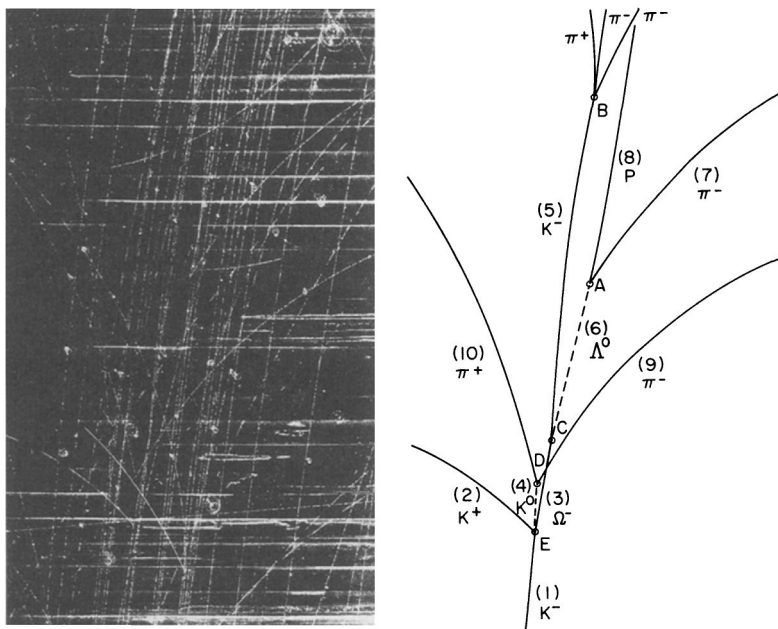 π+ π- π-
B
(8)
P
(7)
π-
(5)
K-
A
(6)
Λ0
(10)
π+
(9)
π-
C
D
(2)
K+
(4)
K0
(3)
Ω-
E
(1)
K-